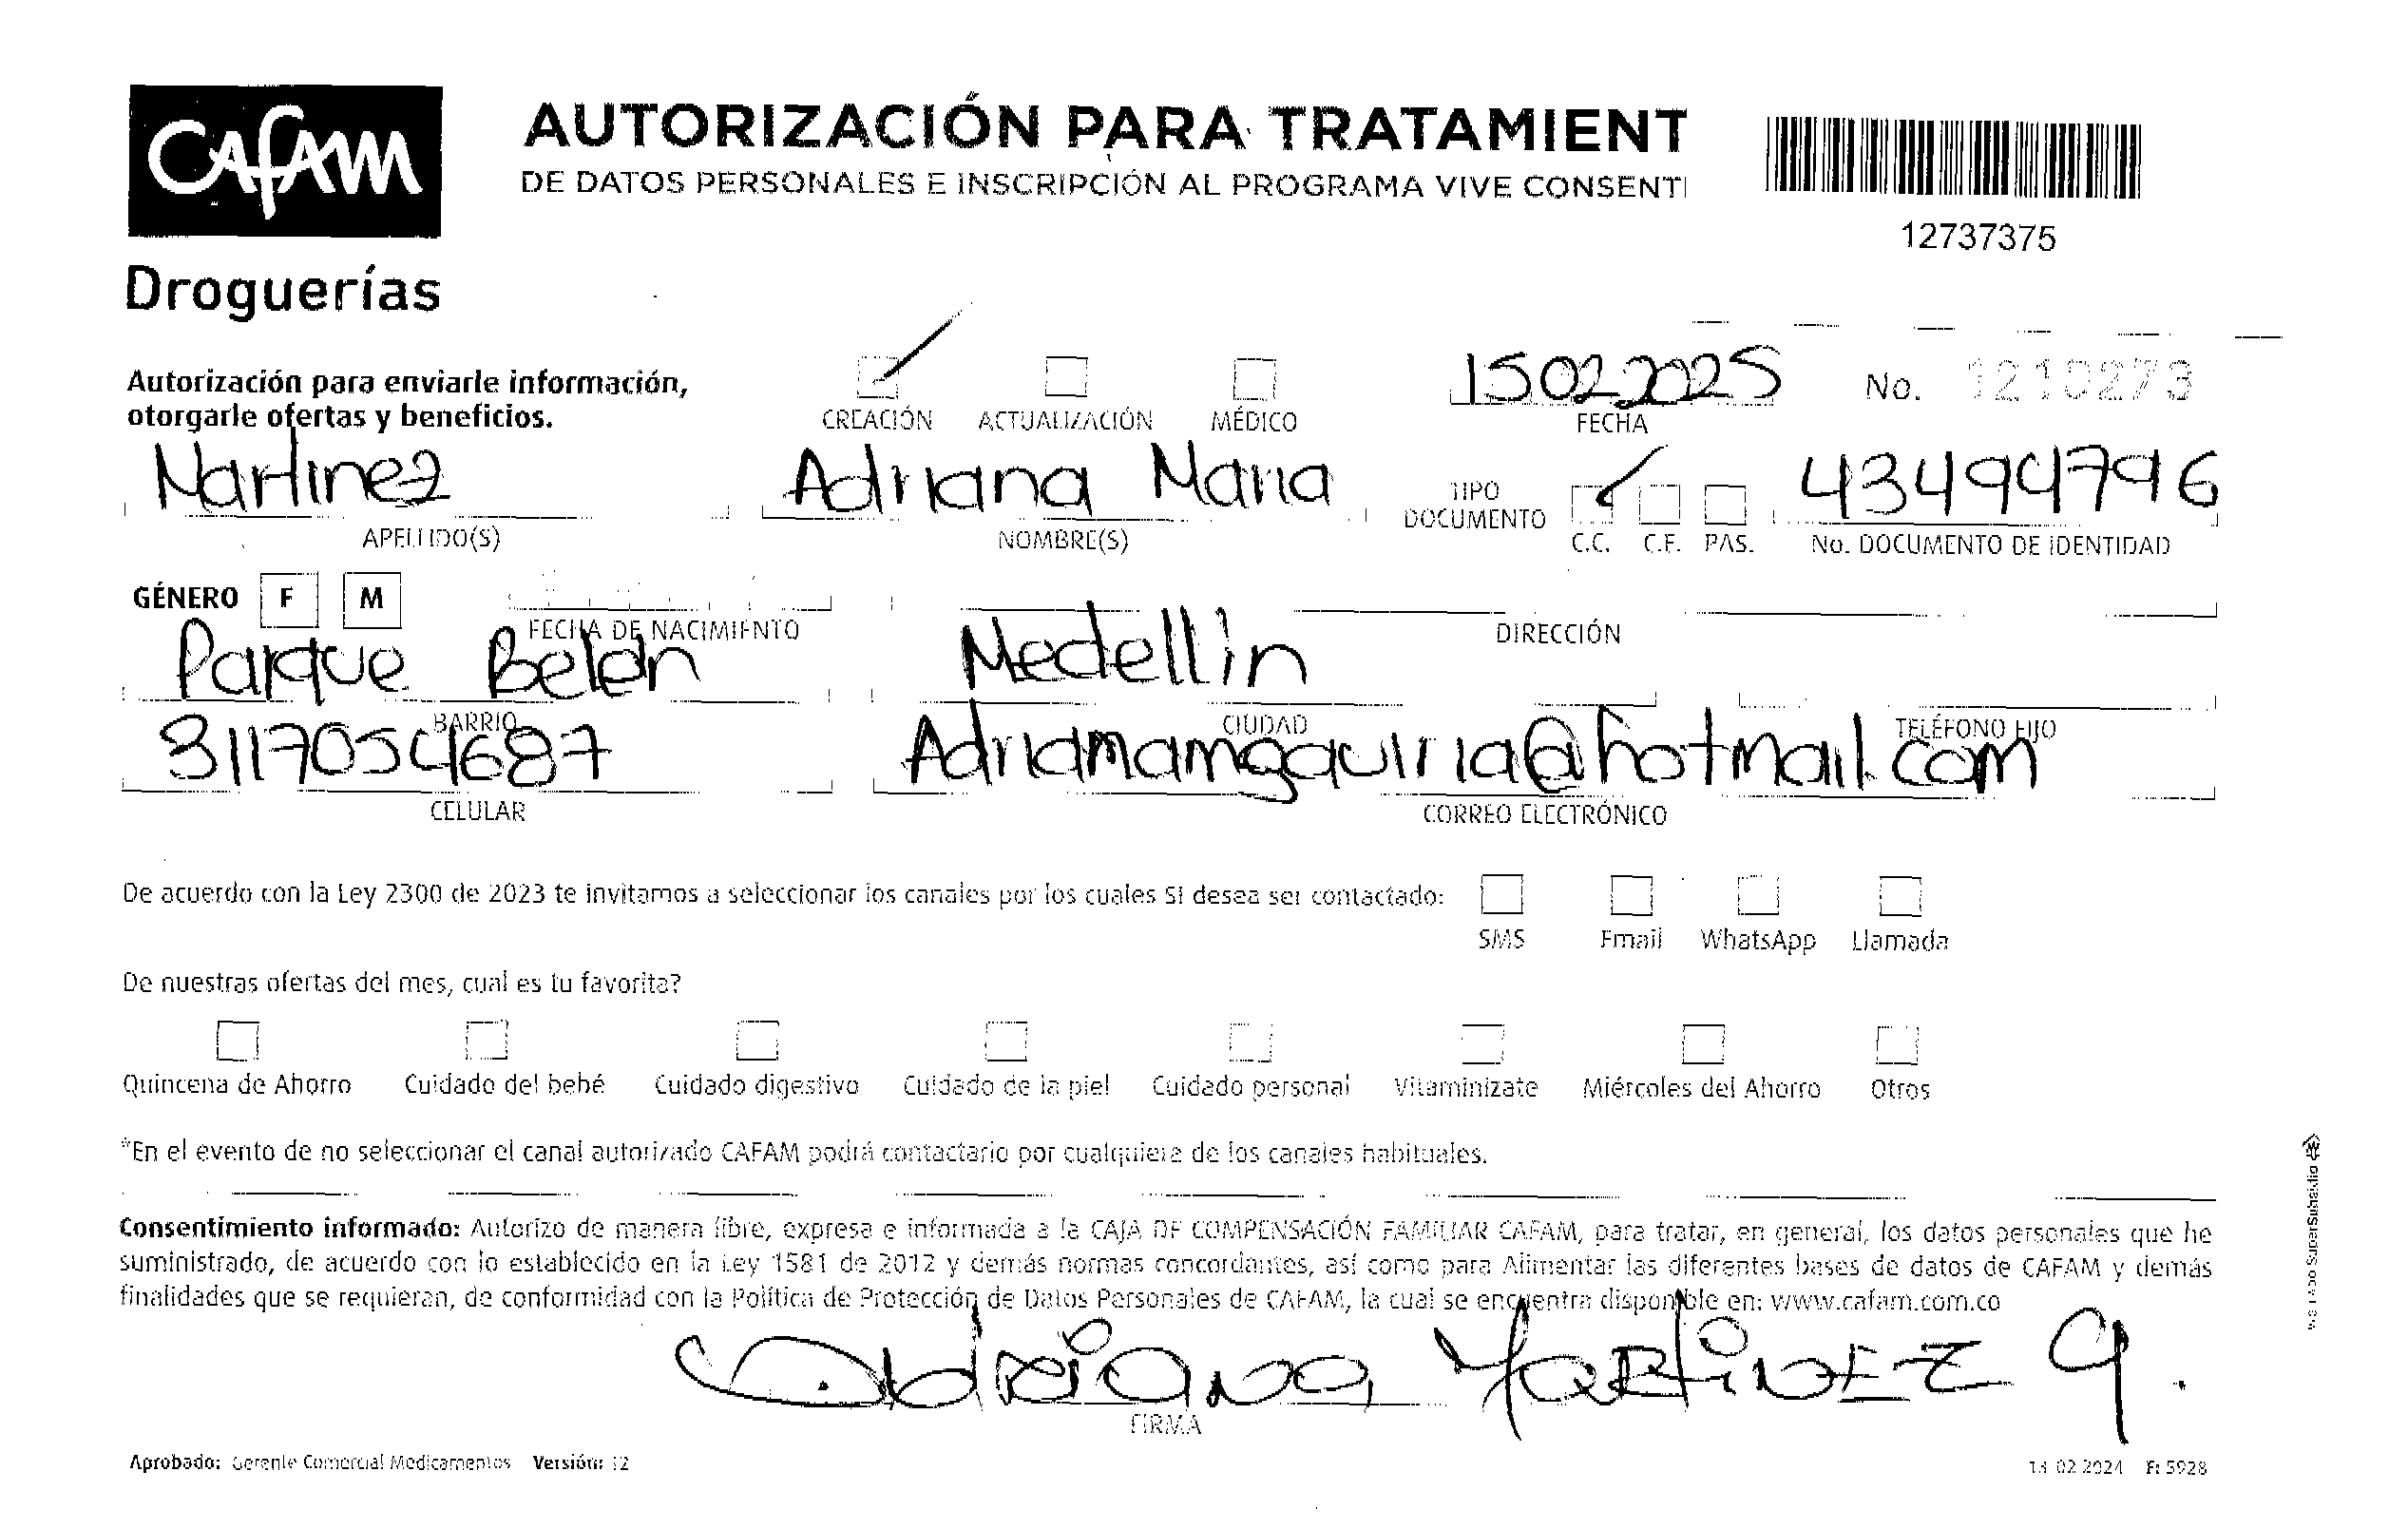 CAFAM
Droguerías
AUTORIZACIÓN PARA TRATAMIENT
DE DATOS PERSONALES E INSCRIPCIÓN AL PROGRAMA VIVE CONSENTI
12737375
Autorización para enviarle información,
otorgarle ofertas y beneficios.
CREACIÓN ACTUALIZACIÓN MÉDICO
15022025
FECHA
No. 1210273
Martinez Adriana Maria
APELLIDO(S) NOMBRE(S)
TIPO
DOCUMENTO
C.C. C.E. PAS.
43494796
No. DOCUMENTO DE IDENTIDAD
GÉNERO F M
FECHA DE NACIMIENTO DIRECCIÓN
Parque Belen Medellin
BARRIO CIUDAD TELÉFONO FIJO
3117054687 Adrianamgaviria@hotmail.com
CELULAR CORREO ELECTRÓNICO
De acuerdo con la Ley 2300 de 2023 te invitamos a seleccionar los canales por los cuales SI desea ser contactado:
SMS Email WhatsApp Llamada
De nuestras ofertas del mes, cual es tu favorita?
Quincena de Ahorro Cuidado del bebé Cuidado digestivo Cuidado de la piel Cuidado personal Vitaminízate Miércoles del Ahorro Otros
*En el evento de no seleccionar el canal autorizado CAFAM podrá contactarlo por cualquiera de los canales habituales.
Consentimiento informado: Autorizo de manera libre, expresa e informada a la CAJA DE COMPENSACIÓN FAMILIAR CAFAM, para tratar, en general, los datos personales que he
suministrado, de acuerdo con lo establecido en la Ley 1581 de 2012 y demás normas concordantes, así como para Alimentar las diferentes bases de datos de CAFAM y demás
finalidades que se requieran, de conformidad con la Política de Protección de Datos Personales de CAFAM, la cual se encuentra disponible en: www.cafam.com.co
Adriana Martinez G.
FIRMA
Aprobado: Gerente Comercial Medicamentos Versión: 12
13 02 2024 F: 5928
SuperSubsidio